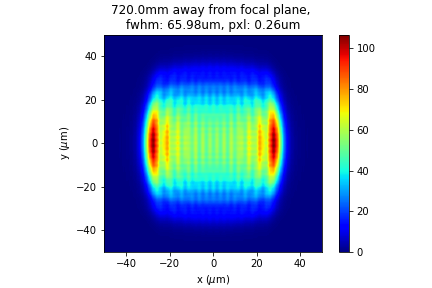 720.0mm away from focal plane,
fwhm: 65.98um, pxl: 0.26um
40
20
0
−20
−40
y (μm)
−40 −20 0 20 40
x (μm)
100
80
60
40
20
0